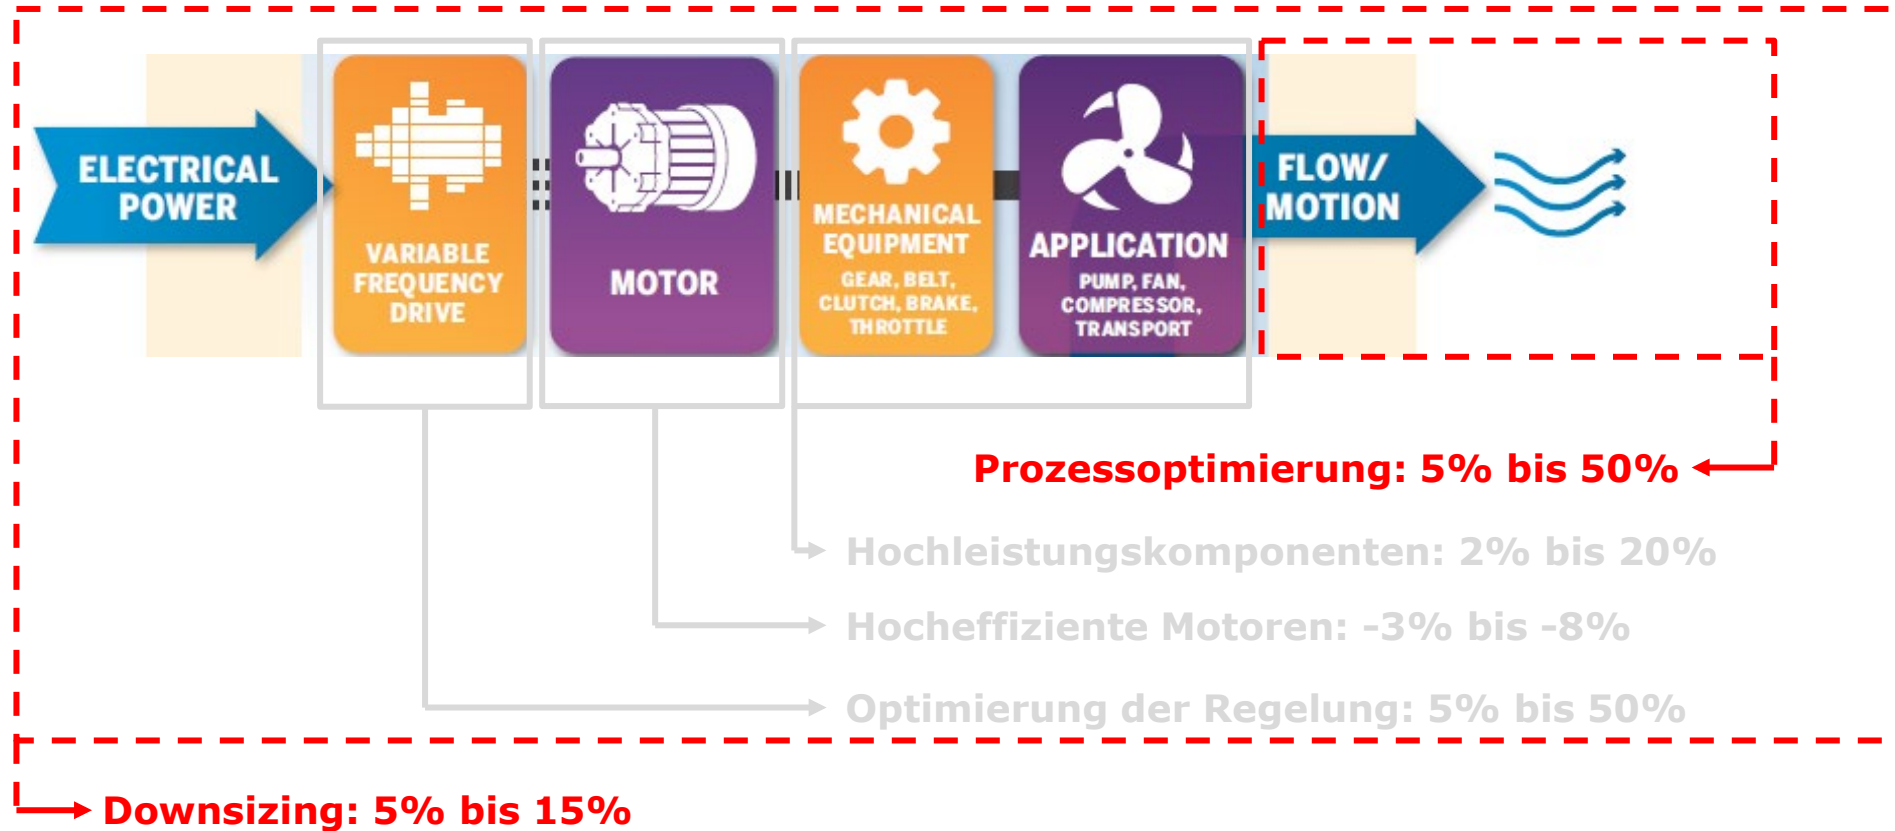 ELECTRICAL
POWER
VARIABLE
FREQUENCY
DRIVE
MOTOR
MECHANICAL
EQUIPMENT
GEAR, BELT,
CLUTCH, BRAKE,
THROTTLE
APPLICATION
PUMP, FAN,
COMPRESSOR,
TRANSPORT
FLOW/
MOTION
Prozessoptimierung: 5% bis 50%
Hochleistungskomponenten: 2% bis 20%
Hocheffiziente Motoren: -3% bis -8%
Optimierung der Regelung: 5% bis 50%
Downsizing: 5% bis 15%